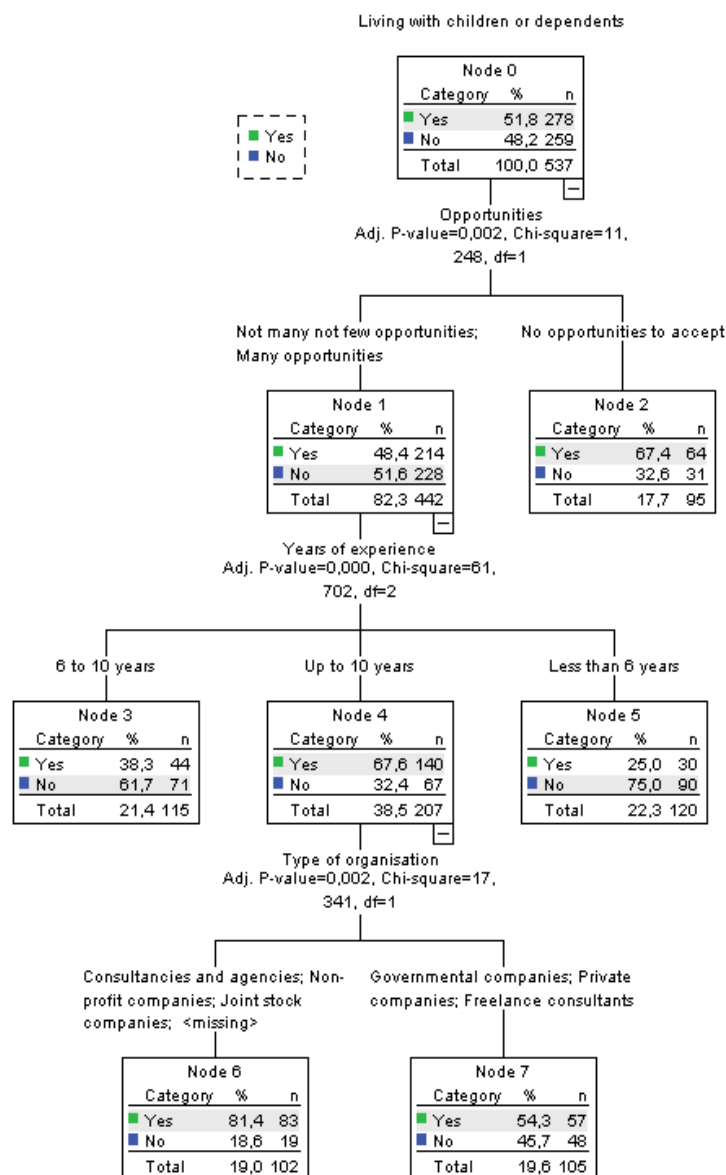 Living with children or dependents
Yes
No
Node 0
Category % n
Yes 51,8 278
No 48,2 259
Total 100,0 537
Opportunities
Adj. P-value=0,002, Chi-square=11,
248, df=1
Not many not few opportunities;
Many opportunities
No opportunities to accept
Node 1
Category % n
Yes 48,4 214
No 51,6 228
Total 82,3 442
Node 2
Category % n
Yes 67,4 64
No 32,6 31
Total 17,7 95
Years of experience
Adj. P-value=0,000, Chi-square=61,
702, df=2
6 to 10 years
Up to 10 years
Less than 6 years
Node 3
Category % n
Yes 38,3 44
No 61,7 71
Total 21,4 115
Node 4
Category % n
Yes 67,6 140
No 32,4 67
Total 38,5 207
Node 5
Category % n
Yes 25,0 30
No 75,0 90
Total 22,3 120
Type of organisation
Adj. P-value=0,002, Chi-square=17,
341, df=1
Consultancies and agencies; Non-
profit companies; Joint stock
companies; <missing>
Governmental companies; Private
companies; Freelance consultants
Node 6
Category % n
Yes 81,4 83
No 18,6 19
Total 19,0 102
Node 7
Category % n
Yes 54,3 57
No 45,7 48
Total 19,6 105